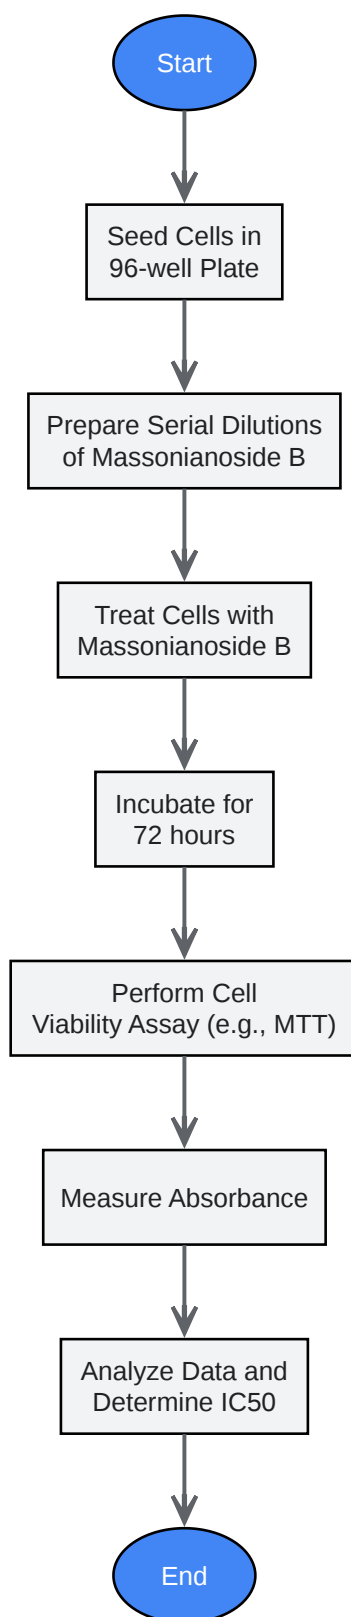 Start
Seed Cells in
96-well Plate
Prepare Serial Dilutions
of Massonianoside B
Treat Cells with
Massonianoside B
Incubate for
72 hours
Perform Cell
Viability Assay (e.g., MTT)
Measure Absorbance
Analyze Data and
Determine IC50
End